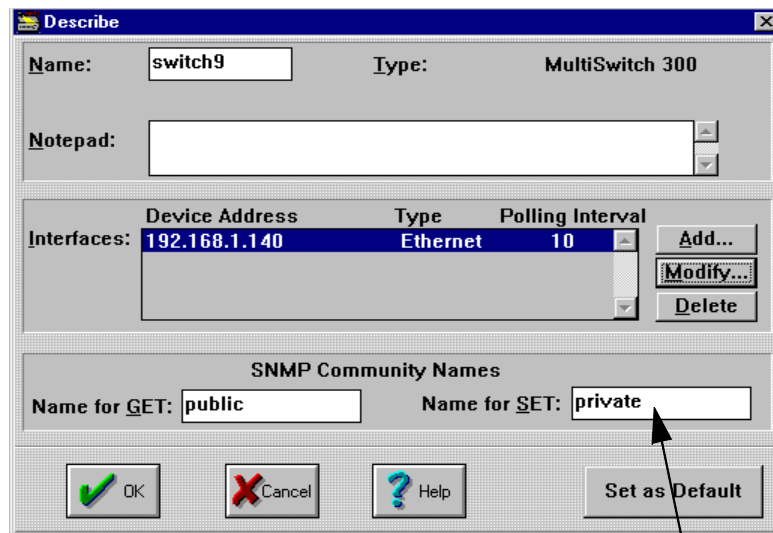 Describe
Name: switch9 Type: MultiSwitch 300
Notepad:
Device Address Type Polling Interval
Interfaces: 192.168.1.140 Ethernet 10 Add...
Modify...
Delete
SNMP Community Names
Name for GET: public Name for SET: private
OK Cancel Help Set as Default